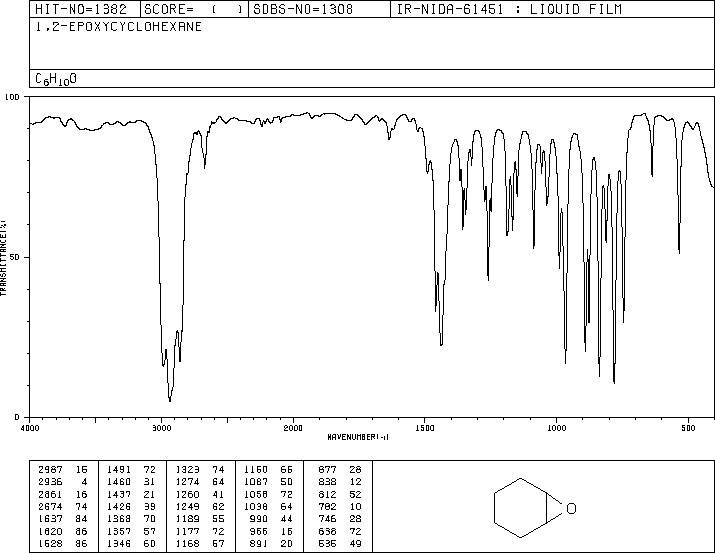 HIT-NO=1382 SCORE= ( ) SDBS-NO=1308 IR-NIDA-61451 : LIQUID FILM
1,2-EPOXYCYCLOHEXANE
C6H10O
100
50
0
TRANSMITTANCE(%)
4000 3000 2000 1500 1000 500
WAVENUMBER(-1)
2987 16 1491 72 1323 74 1160 66 877 28
2936 4 1460 31 1274 64 1087 50 838 12
2861 16 1437 21 1260 41 1058 72 812 52
2674 74 1426 39 1249 62 1038 64 782 10
1637 84 1368 70 1189 55 990 44 746 28
1620 86 1357 57 1177 72 966 16 638 72
1528 86 1346 60 1168 57 891 20 535 49
O